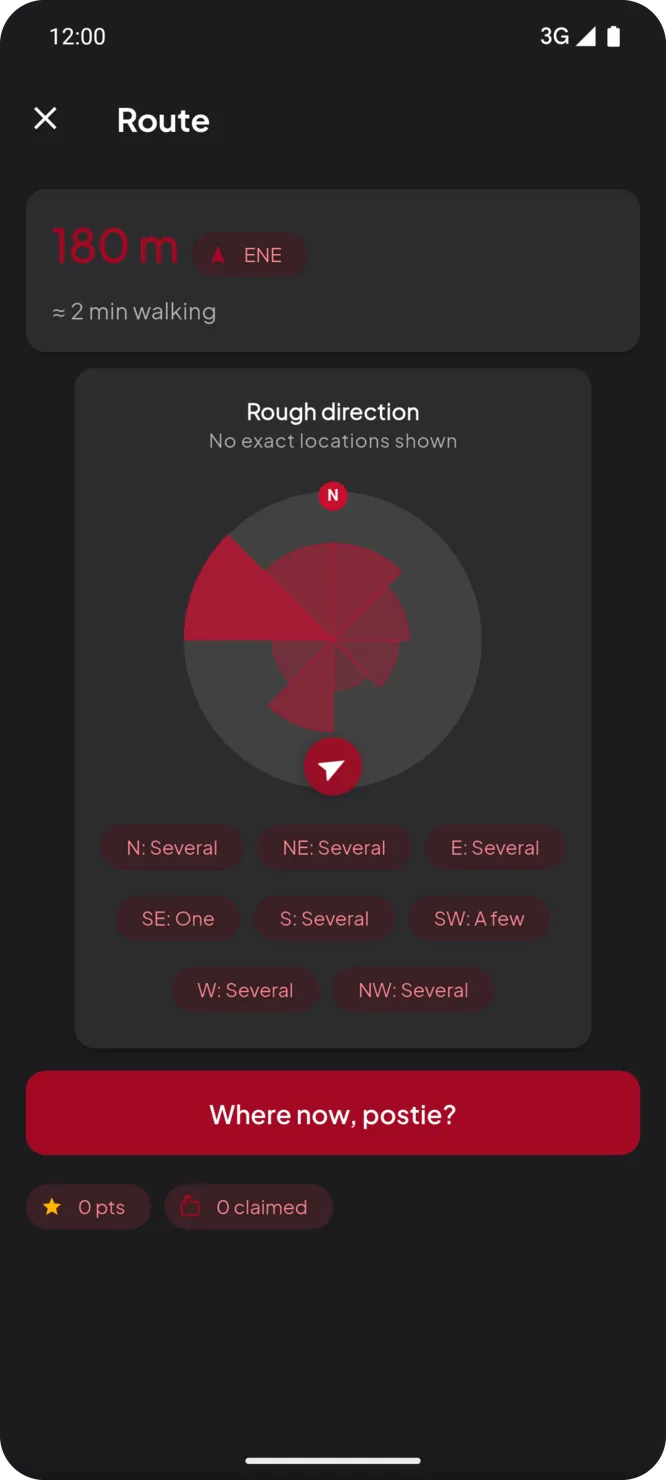 12:00 3G
Route
180 m ENE
≈ 2 min walking
Rough direction
No exact locations shown
N
N: Several NE: Several E: Several
SE: One S: Several SW: A few
W: Several NW: Several
Where now, postie?
0 pts 0 claimed